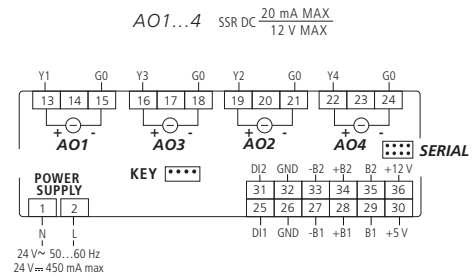 AO1...4 SSR DC 20 mA MAX
12 V MAX
Y1 G0 Y3 G0 Y2 G0 Y4 G0
13 14 15 16 17 18 19 20 21 22 23 24
+ - + - + - + -
AO1 AO3 AO2 AO4
SERIAL
KEY
POWER
SUPPLY
DI2 GND -B2 +B2 B2 +12 V
31 32 33 34 35 36
1 2 25 26 27 28 29 30
N L DI1 GND -B1 +B1 B1 +5 V
24 V~ 50...60 Hz
24 V⎓ 450 mA max